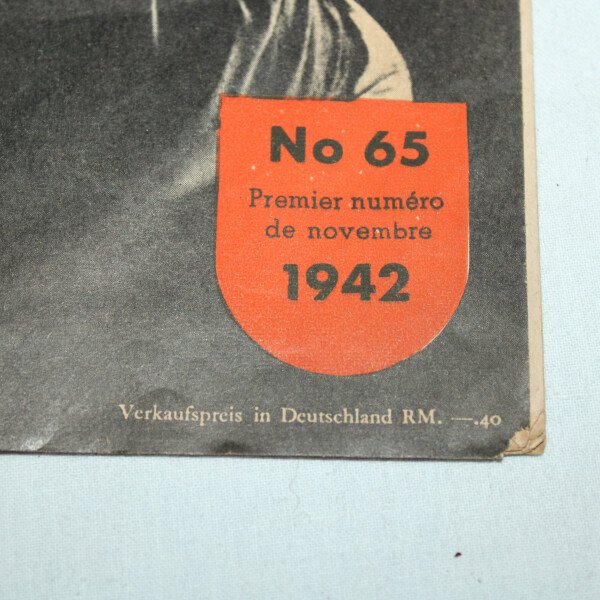 No 65
Premier numéro
de novembre
1942
Verkaufspreis in Deutschland RM. —.40